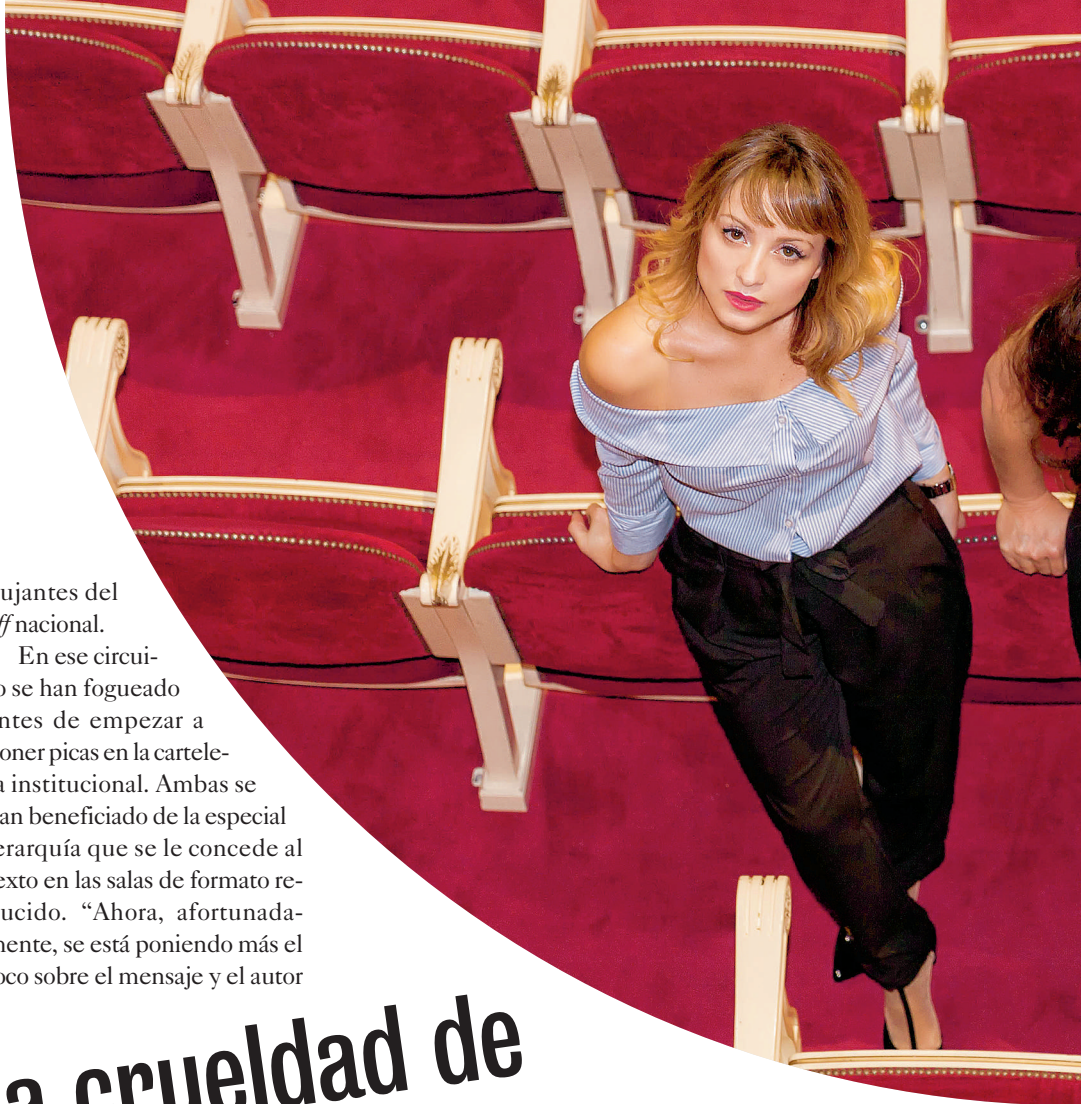 ujantes del
ff nacional.
En ese circui-
o se han fogueado
ntes de empezar a
oner picas en la cartele-
a institucional. Ambas se
an beneficiado de la especial
erarquía que se le concede al
exto en las salas de formato re-
ucido. “Ahora, afortunada-
mente, se está poniendo más el
oco sobre el mensaje y el autor
a crueldad de